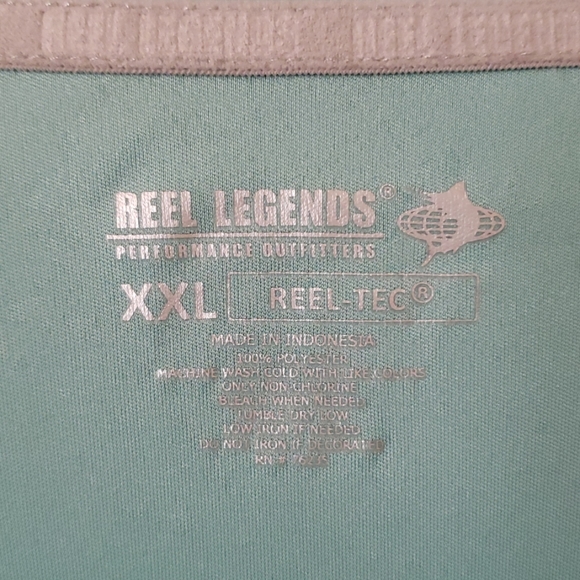 REEL LEGENDS®
PERFORMANCE OUTFITTERS
XXL REEL-TEC®
MADE IN INDONESIA
100% POLYESTER
MACHINE WASH COLD WITH LIKE COLORS
ONLY NON-CHLORINE
BLEACH WHEN NEEDED
TUMBLE DRY LOW
LOW IRON IF NEEDED
DO NOT IRON IF DECORATED
RN #